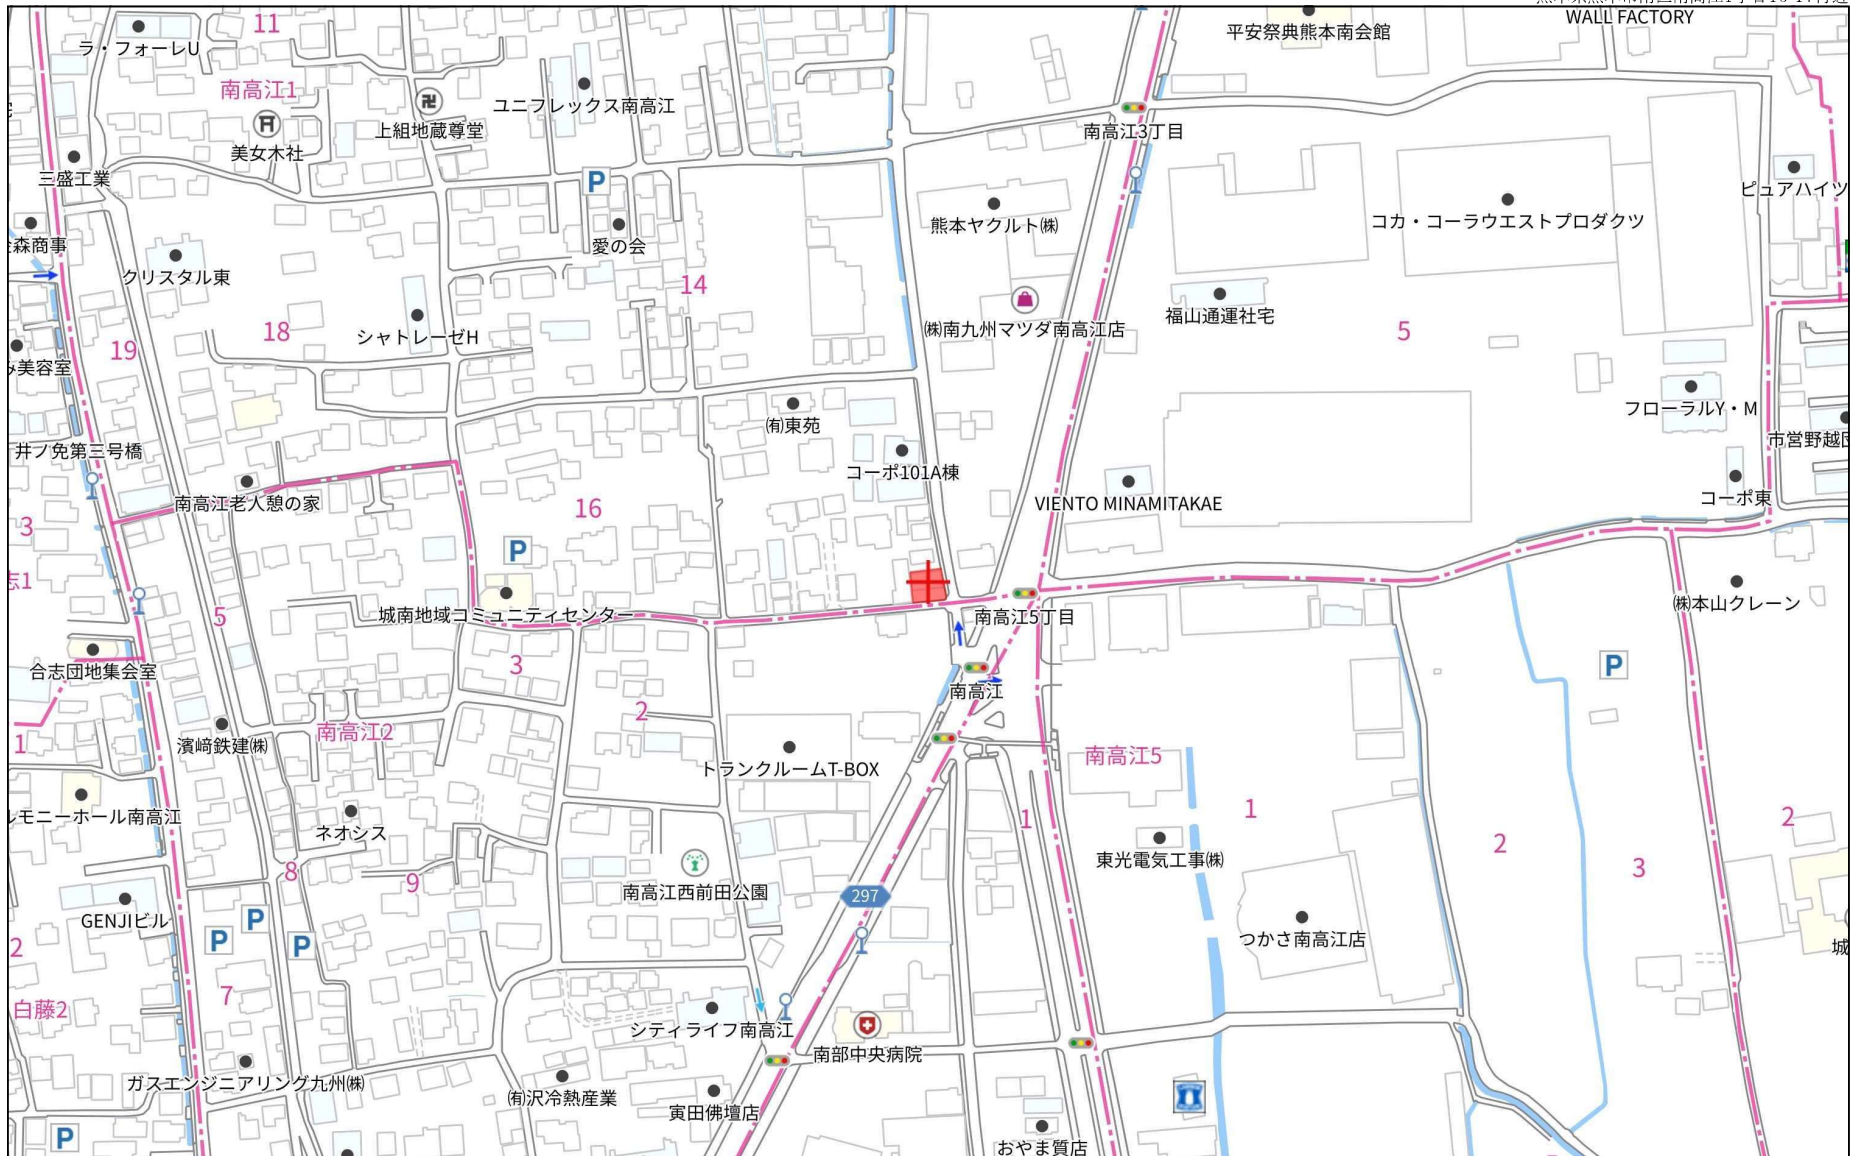 WALL FACTORY
11
ラ・フォーレU
平安祭典熊本南会館
南高江1
ユニフレックス南高江
上組地蔵尊堂
南高江3丁目
美女木社
三盛工業
P
ピュアハイツ
熊本ヤクルト㈱
コカ・コーラウエストプロダクツ
森商事
愛の会
クリスタル東
14
福山通運社宅
㈱南九州マツダ南高江店
5
18
シャトレーゼH
19
美容室
フローラルY・M
㈲東苑
市営野越団
井ノ免第三号橋
コーポ101A棟
コーポ東
南高江老人憩の家
16
VIENTO MINAMITAKAE
3
P
志1
㈱本山クレーン
5
城南地域コミュニティセンター
南高江5丁目
合志団地集会室
3
P
南高江
2
南高江2
1
濱﨑鉄建㈱
南高江5
トランクルームT-BOX
ルモニーホール南高江
1
1
2
ネオシス
2
東光電気工事㈱
3
8
9
南高江西前田公園
297
GENJIビル
P
P
P
つかさ南高江店
2
城
7
白藤2
シティライフ南高江
南部中央病院
ガスエンジニアリング九州㈱
㈲沢冷熱産業
寅田佛壇店
P
おやま質店